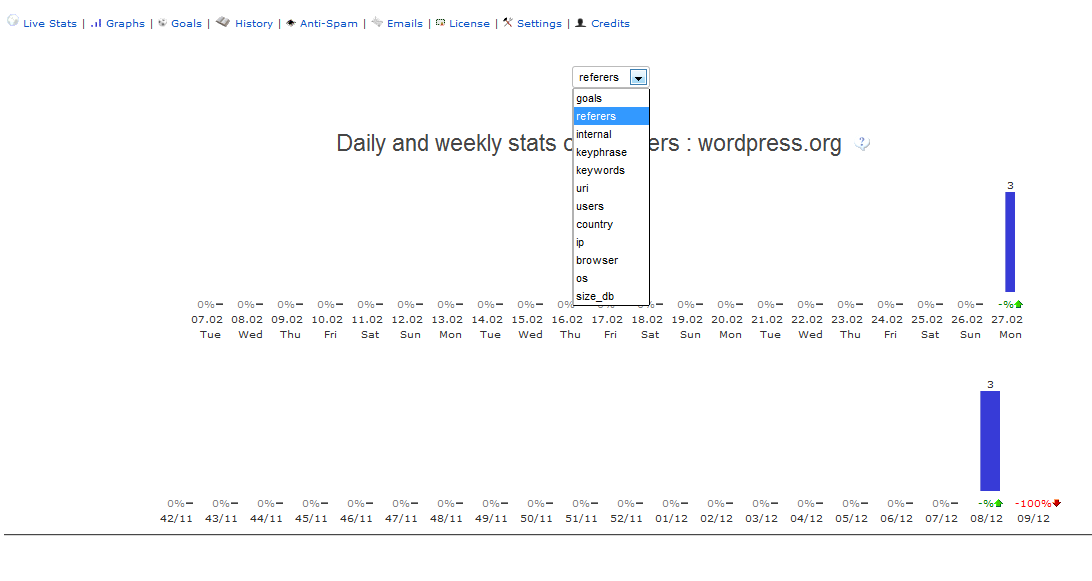 Live Stats | Graphs | Goals | History | Anti-Spam | Emails | License | Settings | Credits
referers
goals
referers
internal
keyphrase
keywords
uri
users
country
ip
browser
os
size_db
Daily and weekly stats o ers : wordpress.org
3
0% 0% 0% 0% 0% 0% 0% 0% 0% 0% 0% 0% 0% 0% 0% 0% 0% 0% 0% 0% -%
07.02 08.02 09.02 10.02 11.02 12.02 13.02 14.02 15.02 16.02 17.02 18.02 19.02 20.02 21.02 22.02 23.02 24.02 25.02 26.02 27.02
Tue Wed Thu Fri Sat Sun Mon Tue Wed Thu Fri Sat Sun Mon Tue Wed Thu Fri Sat Sun Mon
3
0% 0% 0% 0% 0% 0% 0% 0% 0% 0% 0% 0% 0% 0% 0% 0% 0% 0% -% -100%
42/11 43/11 44/11 45/11 46/11 47/11 48/11 49/11 50/11 51/11 52/11 01/12 02/12 03/12 04/12 05/12 06/12 07/12 08/12 09/12